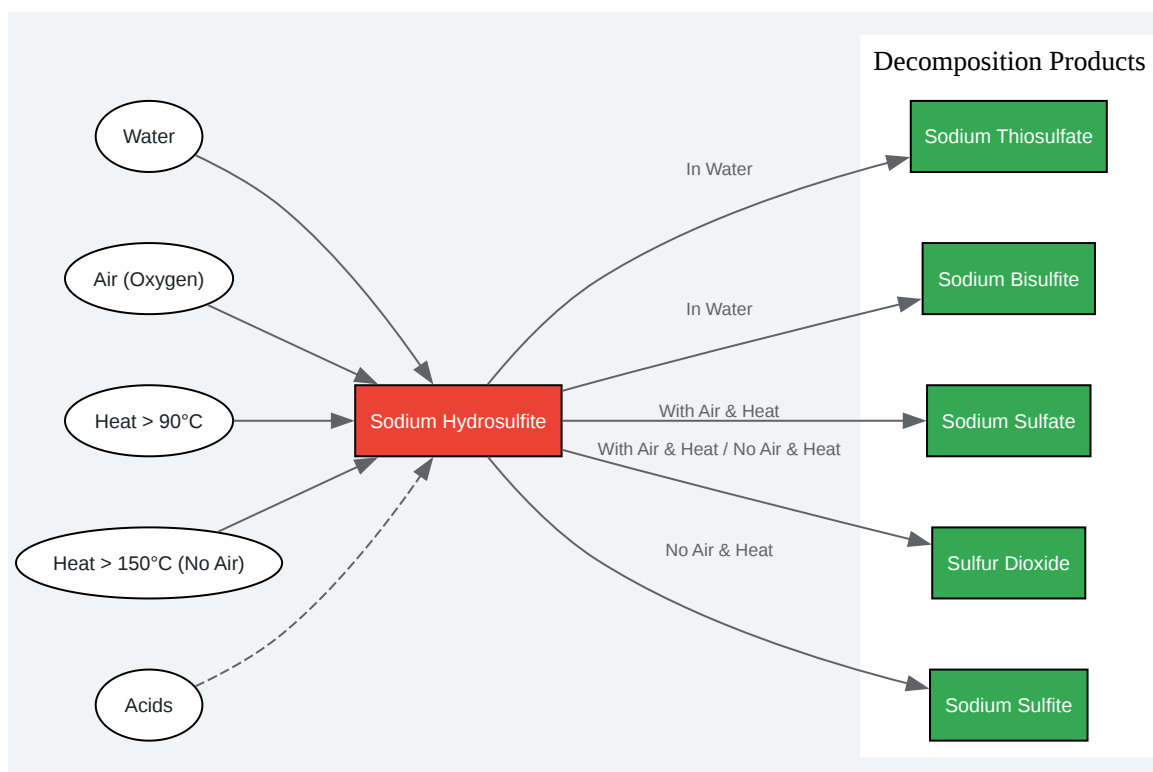 Decomposition Products
Water
Sodium Thiosulfate
In Water
Air (Oxygen)
Sodium Bisulfite
In Water
Heat > 90°C
Sodium Hydrosulfite
With Air & Heat
Sodium Sulfate
With Air & Heat / No Air & Heat
Heat > 150°C (No Air)
No Air & Heat
Sulfur Dioxide
Acids
Sodium Sulfite